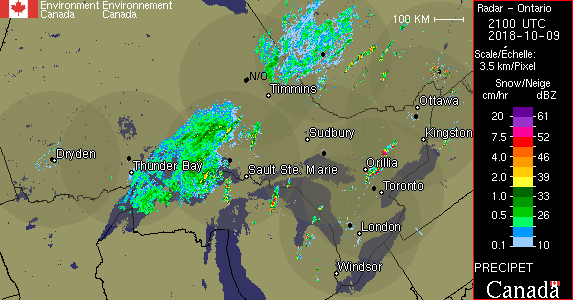 Environment Environnement
Canada Canada
100 KM
N/O
Timmins
Ottawa
Kingston
Sudbury
Dryden
Thunder Bay
Sault Ste. Marie
Orillia
Toronto
London
Windsor
Radar - Ontario
2100 UTC
2018-10-09
Scale/Échelle:
3.5 km/Pixel
Snow/Neige
cm/hr dBZ
20 61
7.5 52
4.0 46
2.0 39
1.0 33
0.5 26
0.1 10
PRECIPET
Canada